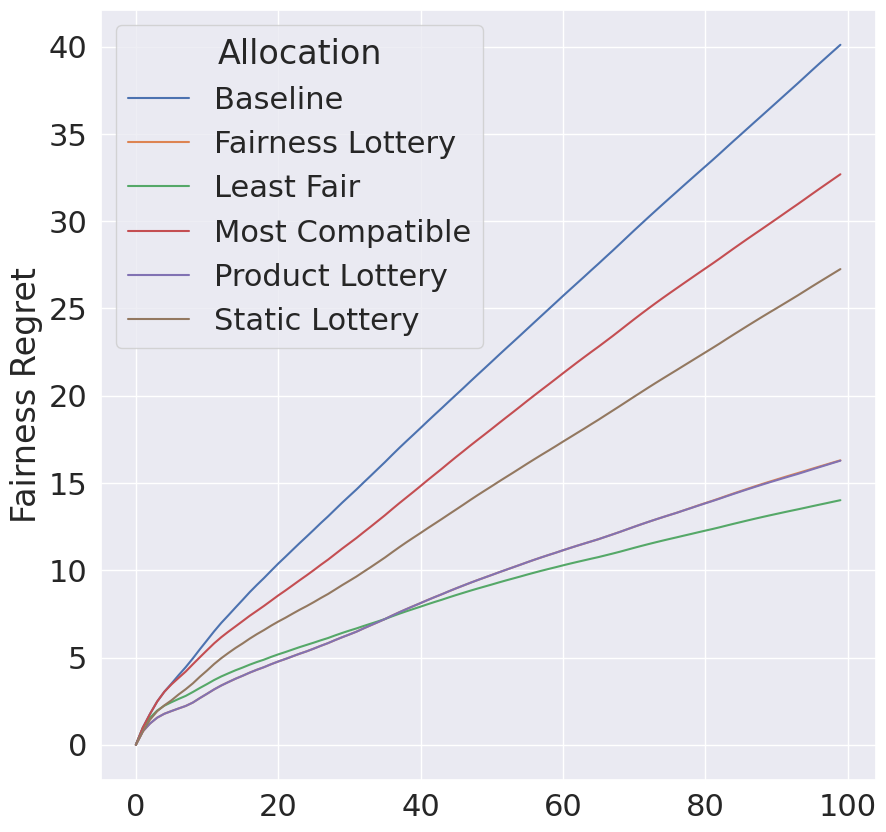 Allocation
Baseline
Fairness Lottery
Least Fair
Most Compatible
Product Lottery
Static Lottery
Fairness Regret
40
35
30
25
20
15
10
5
0
0 20 40 60 80 100